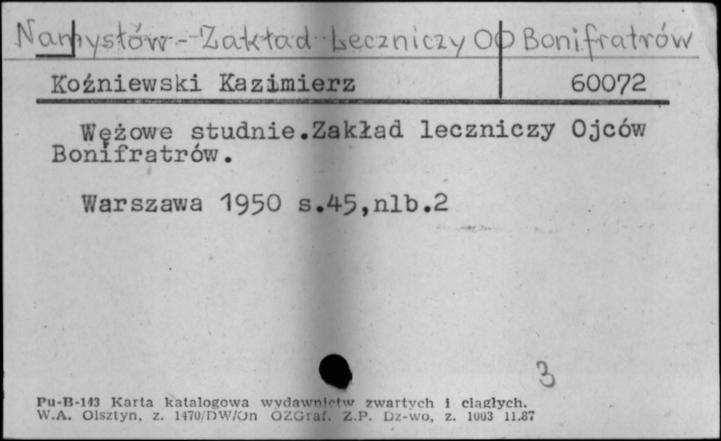 Namysłów - Zakład Leczniczy OO Bonifratrów
Koźniewski Kazimierz 60072
Wężowe studnie.Zakład leczniczy Ojców
Bonifratrów.
Warszawa 1950 s.45,nlb.2
3
Pu-B-143 Karta katalogowa wydawnictw zwartych i ciągłych.
W.A. Olsztyn, z. 1470/DW/On OZGraf. Z.P. Dz-wo, z. 1003 11.87